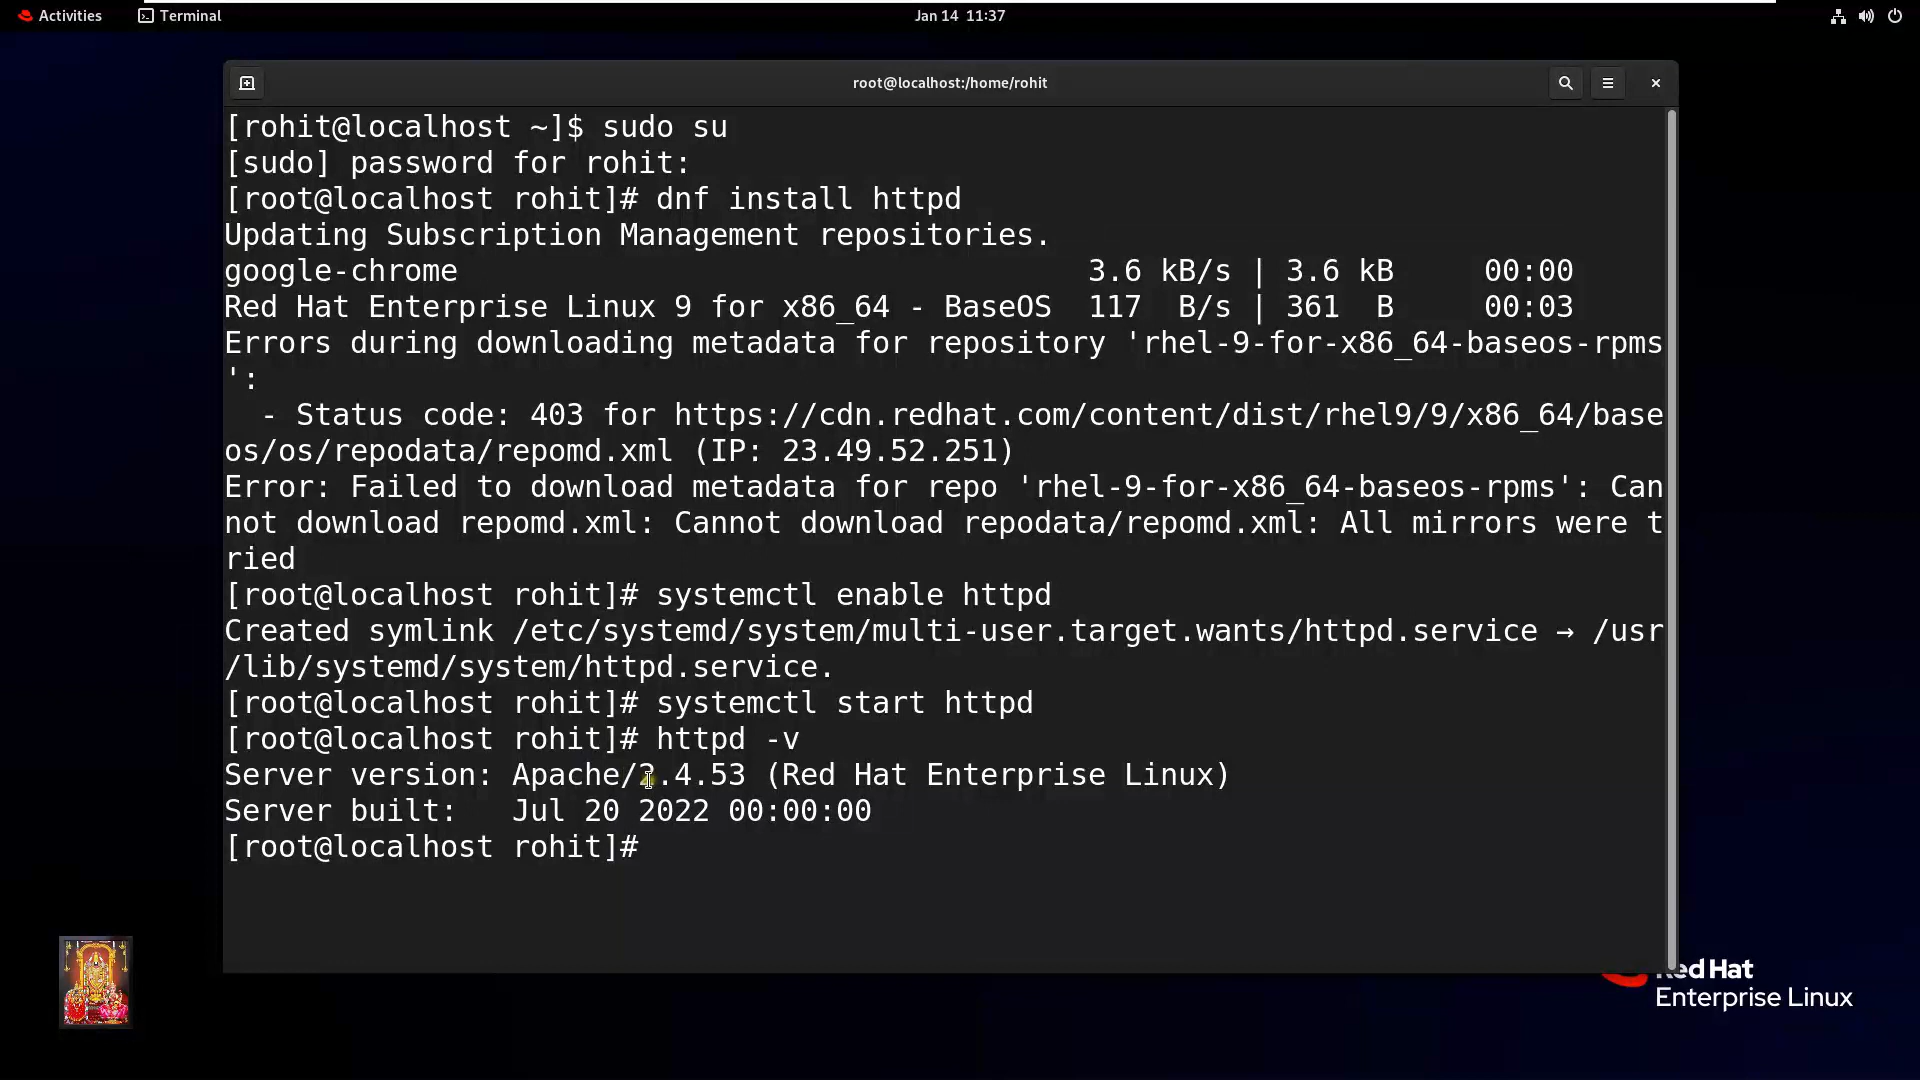 Activities
Terminal
Jan 14 11:37
root@localhost:/home/rohit
[rohit@localhost ~]$ sudo su
[sudo] password for rohit:
[root@localhost rohit]# dnf install httpd
Updating Subscription Management repositories.
google-chrome 3.6 kB/s | 3.6 kB 00:00
Red Hat Enterprise Linux 9 for x86_64 - BaseOS 117 B/s | 361 B 00:03
Errors during downloading metadata for repository 'rhel-9-for-x86_64-baseos-rpms
':
- Status code: 403 for https://cdn.redhat.com/content/dist/rhel9/9/x86_64/base
os/os/repodata/repomd.xml (IP: 23.49.52.251)
Error: Failed to download metadata for repo 'rhel-9-for-x86_64-baseos-rpms': Can
not download repomd.xml: Cannot download repodata/repomd.xml: All mirrors were t
ried
[root@localhost rohit]# systemctl enable httpd
Created symlink /etc/systemd/system/multi-user.target.wants/httpd.service → /usr
/lib/systemd/system/httpd.service.
[root@localhost rohit]# systemctl start httpd
[root@localhost rohit]# httpd -v
Server version: Apache/2.4.53 (Red Hat Enterprise Linux)
Server built: Jul 20 2022 00:00:00
[root@localhost rohit]#
Red Hat
Enterprise Linux